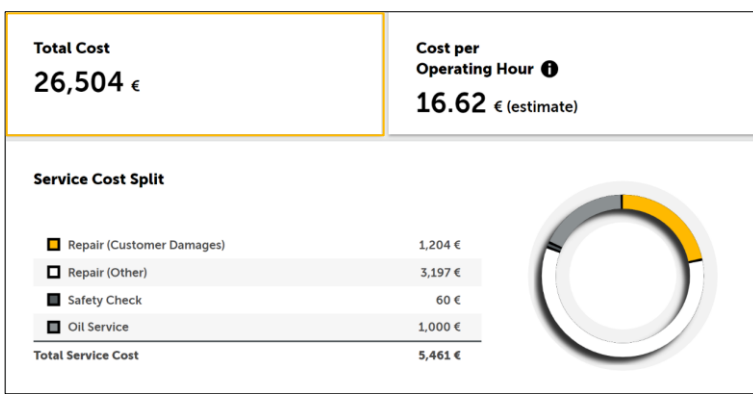 Total Cost
26,504 €
Cost per
Operating Hour i
16.62 € (estimate)
Service Cost Split
Repair (Customer Damages) 1,204 €
Repair (Other) 3,197 €
Safety Check 60 €
Oil Service 1,000 €
Total Service Cost 5,461 €